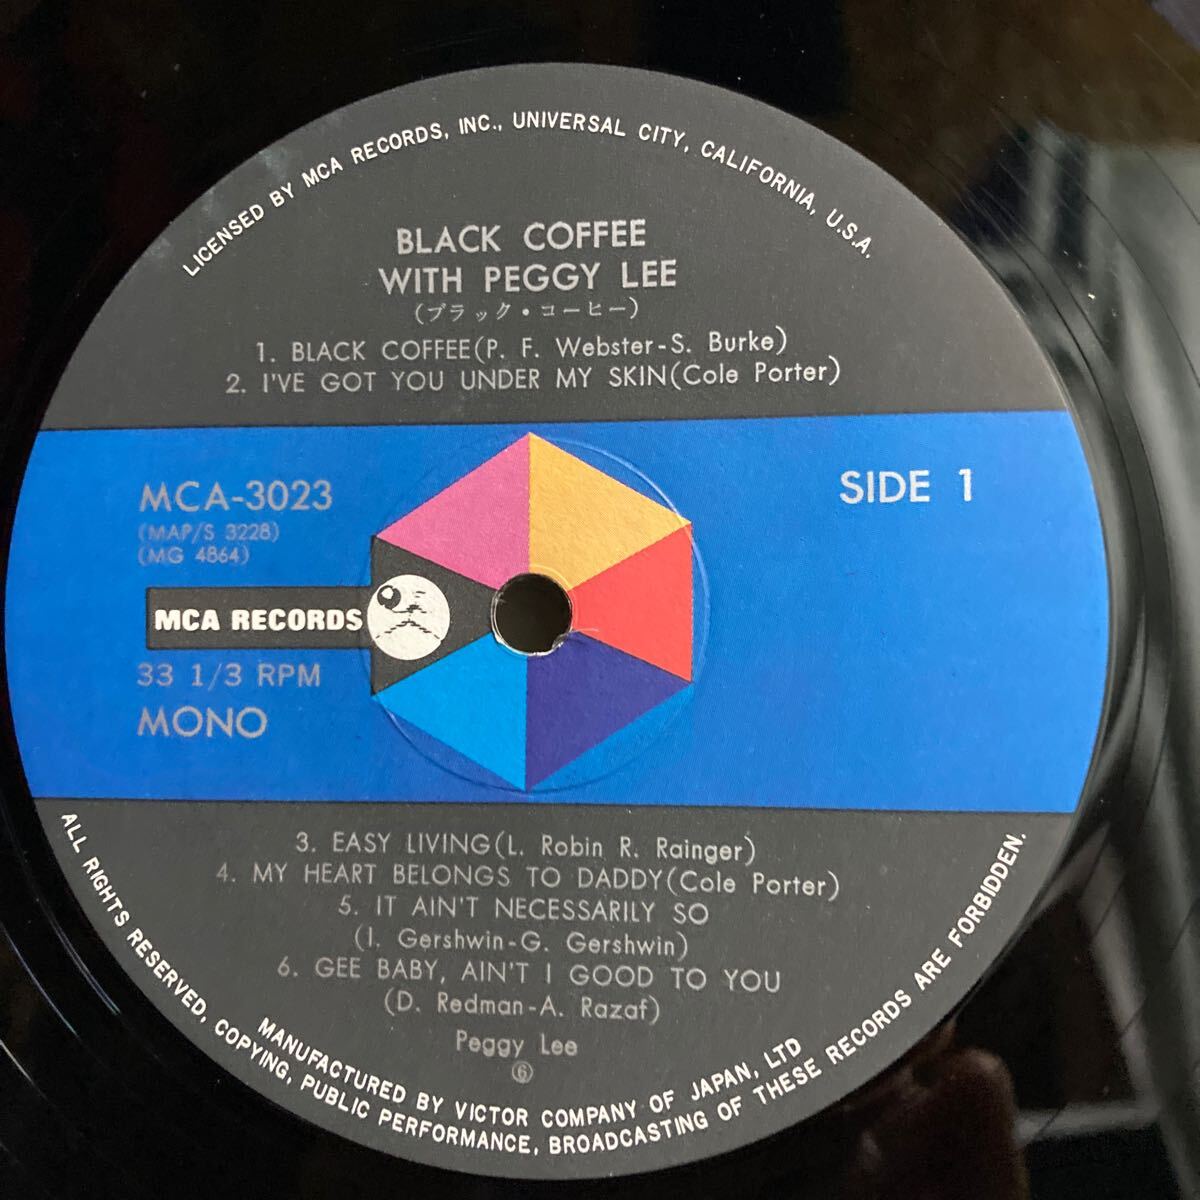 LICENSED BY MCA RECORDS, INC., UNIVERSAL CITY, CALIFORNIA, U.S.A.
BLACK COFFEE
WITH PEGGY LEE
(ブラック・コーヒー)
1. BLACK COFFEE(P. F. Webster-S. Burke)
2. I'VE GOT YOU UNDER MY SKIN(Cole Porter)
MCA-3023
(MAP/S 3228)
(MG 4864)
SIDE 1
MCA RECORDS
33 1/3 RPM
MONO
3. EASY LIVING(L. Robin R. Rainger)
4. MY HEART BELONGS TO DADDY(Cole Porter)
5. IT AIN'T NECESSARILY SO
(I. Gershwin-G. Gershwin)
6. GEE BABY, AIN'T I GOOD TO YOU
(D. Redman-A. Razaf)
Peggy Lee
⑥
MANUFACTURED BY VICTOR COMPANY OF JAPAN, LTD
ALL RIGHTS RESERVED, COPYING, PUBLIC PERFORMANCE, BROADCASTING OF THESE RECORDS ARE FORBIDDEN.